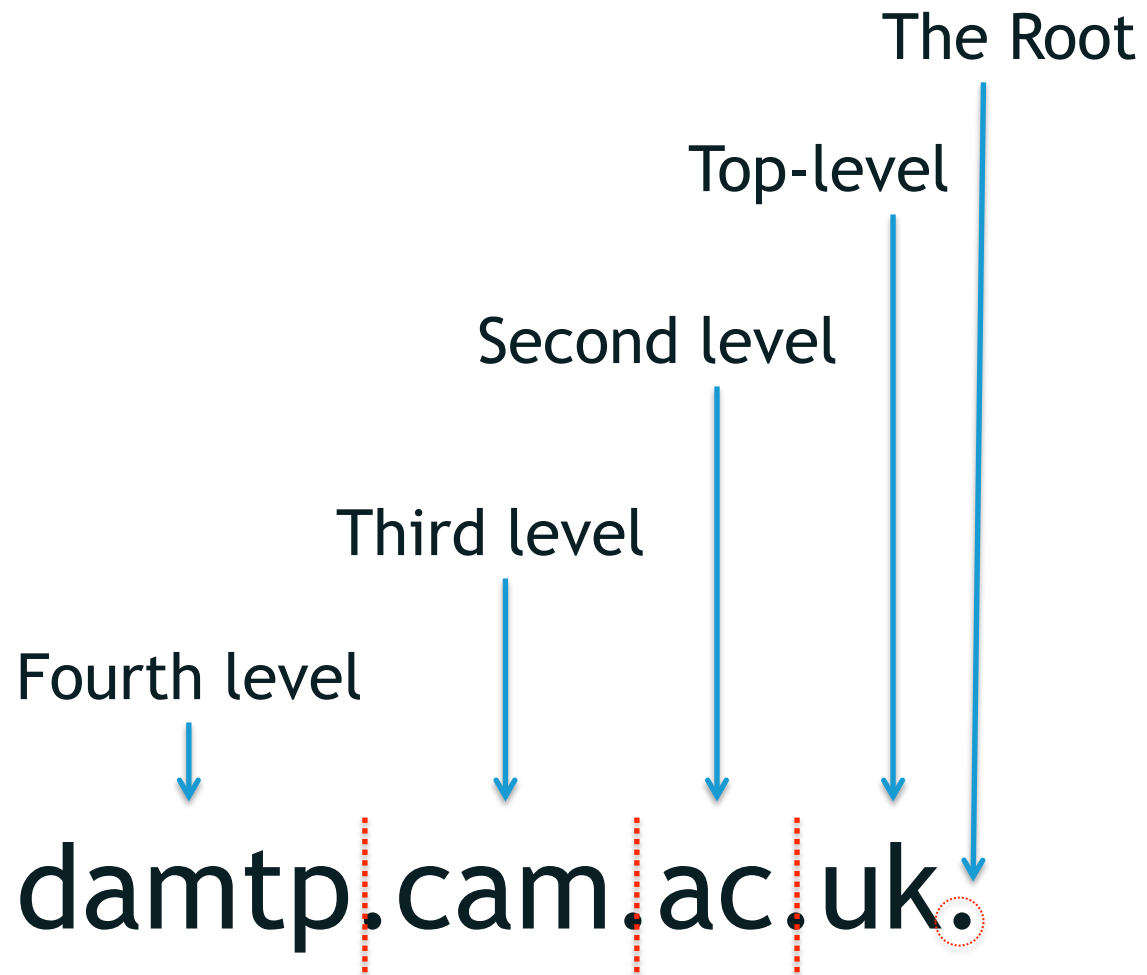 The Root
Top-level
Second level
Third level
Fourth level
damtp.cam.ac.uk.